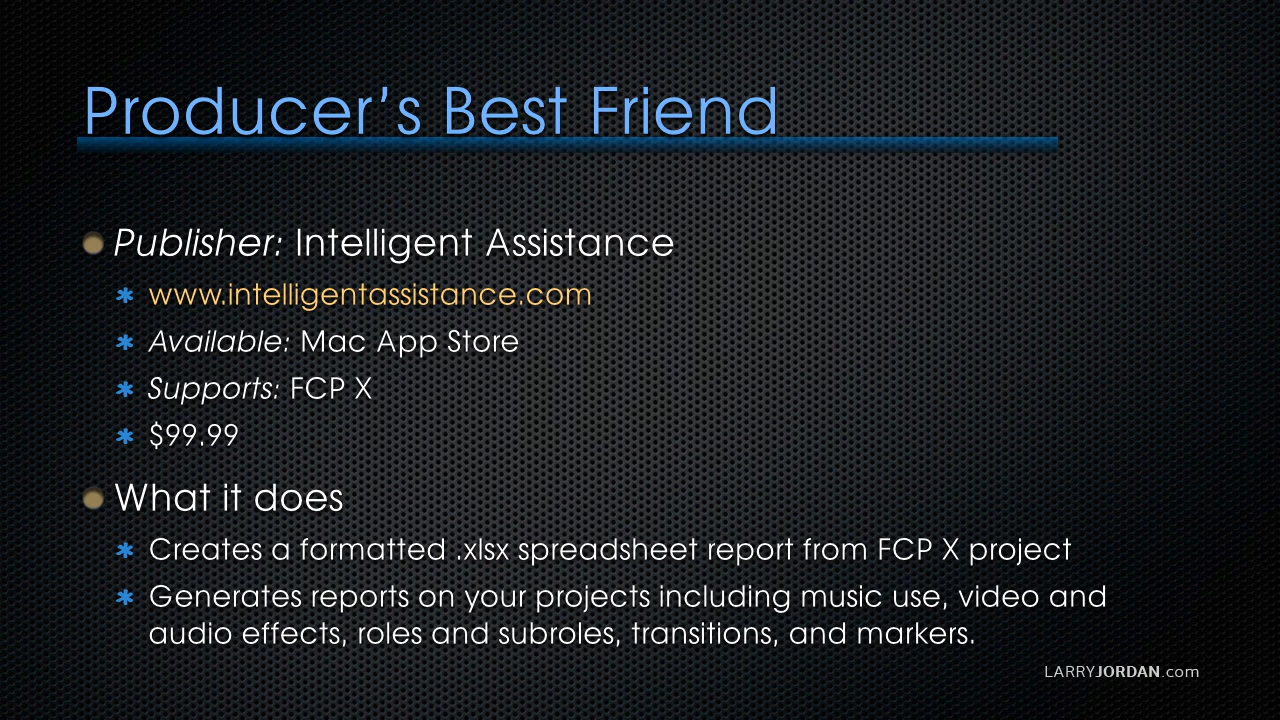 Producer’s Best Friend
Publisher: Intelligent Assistance
www.intelligentassistance.com
Available: Mac App Store
Supports: FCP X
$99.99
What it does
Creates a formatted .xlsx spreadsheet report from FCP X project
Generates reports on your projects including music use, video and
audio effects, roles and subroles, transitions, and markers.
LARRYJORDAN.com